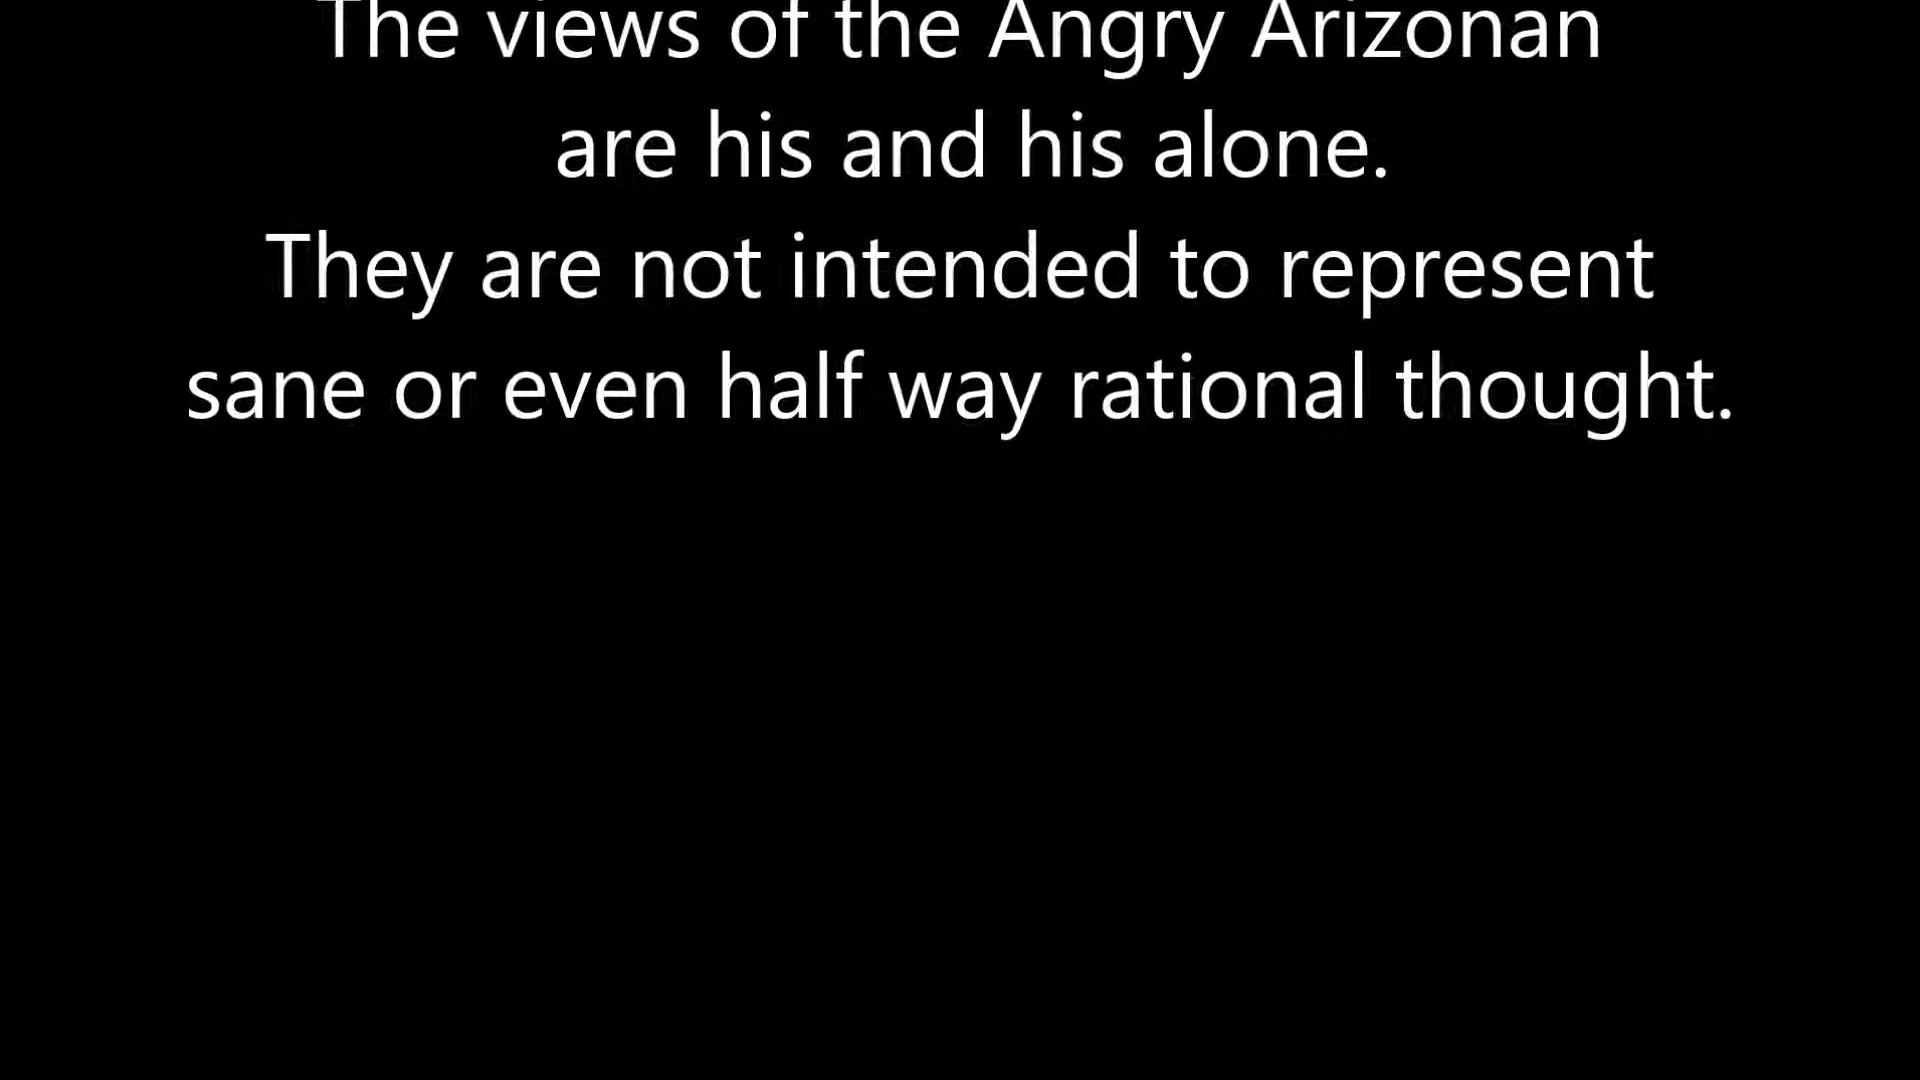 The views of the Angry Arizonan
are his and his alone.
They are not intended to represent
sane or even half way rational thought.